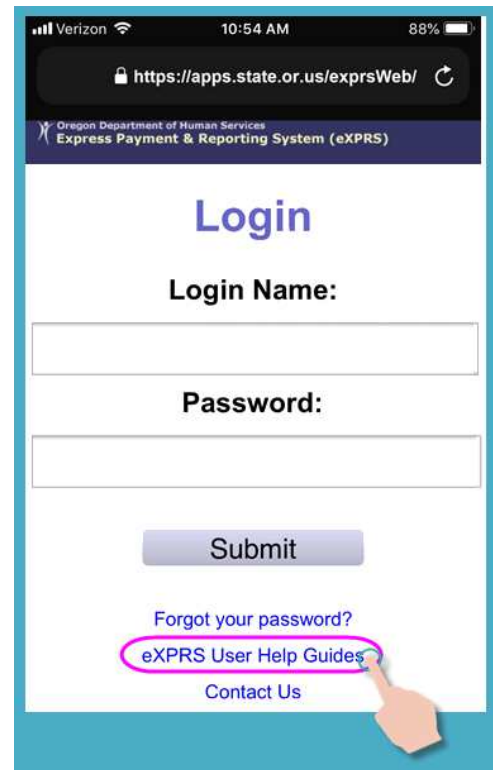 Verizon 10:54 AM 88%
https://apps.state.or.us/exprsWeb/
Oregon Department of Human Services
Express Payment & Reporting System (eXPRS)
Login
Login Name:
Password:
Submit
Forgot your password?
eXPRS User Help Guides
Contact Us